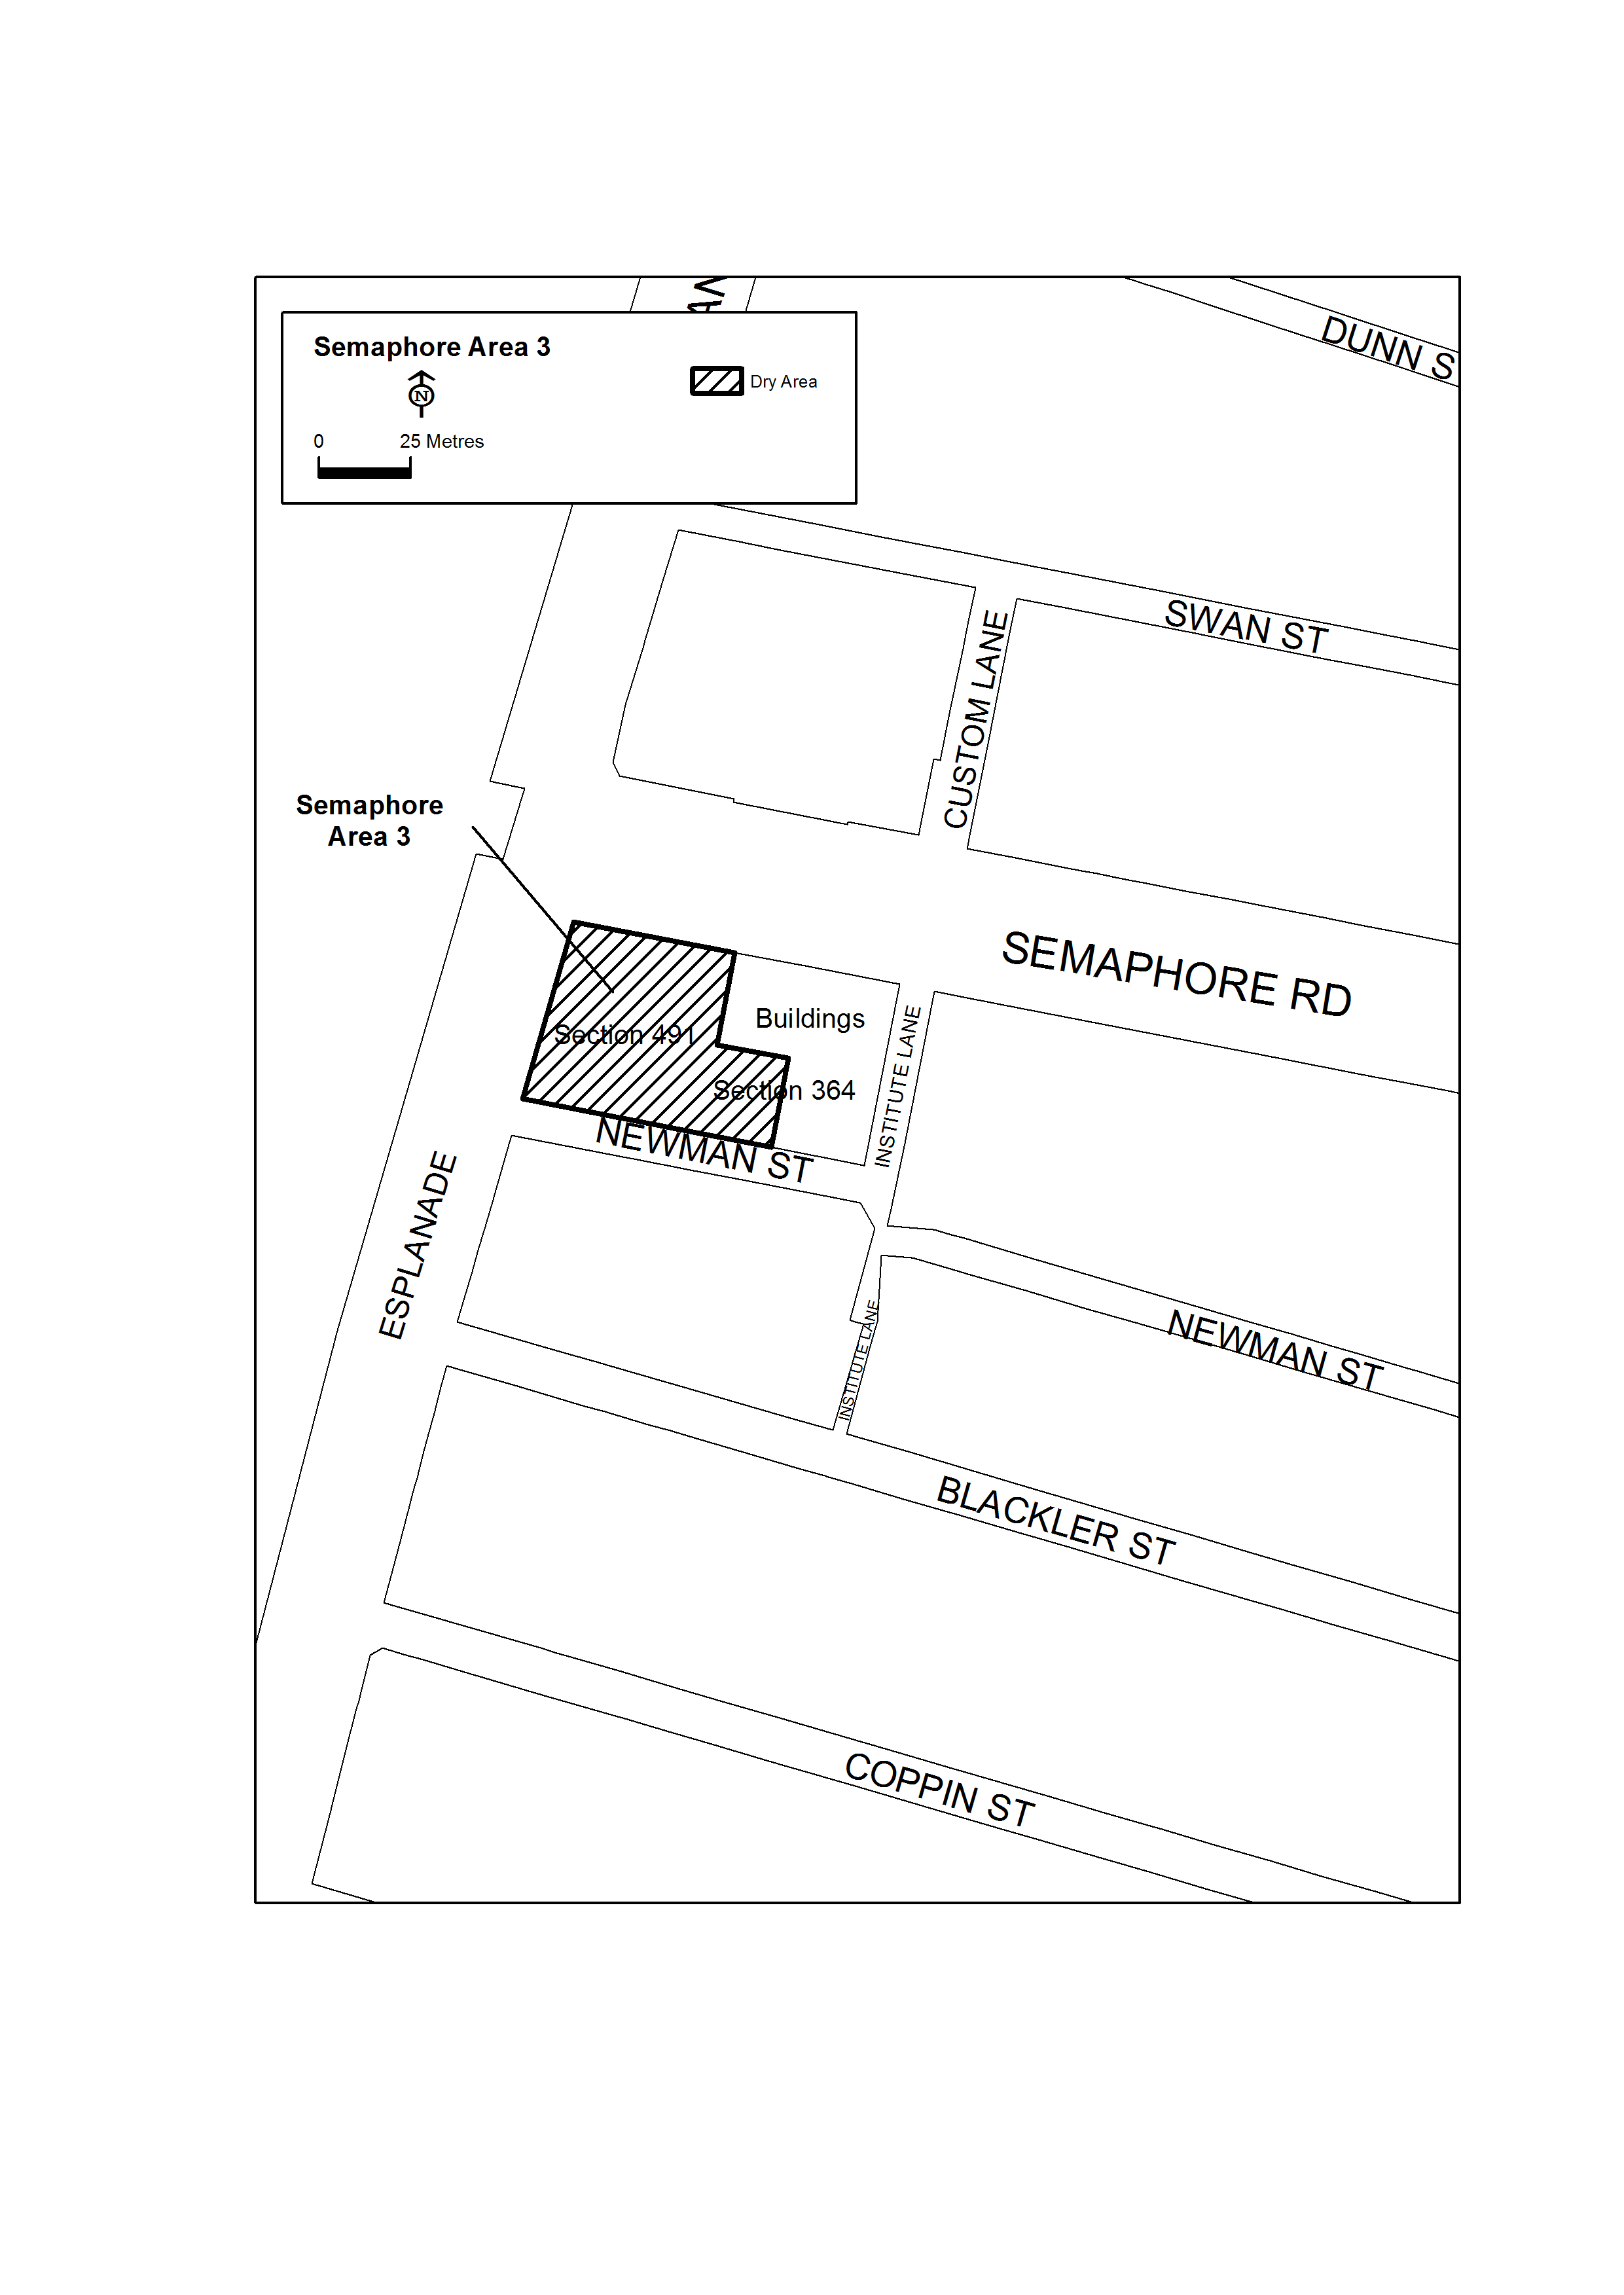 DUNN S
Semaphore Area 3
N
Dry Area
0 25 Metres
SWAN ST
CUSTOM LANE
Semaphore
Area 3
SEMAPHORE RD
Buildings
Section 491
INSTITUTE LANE
Section 364
NEWMAN ST
ESPLANADE
NEWMAN ST
INSTITUTE LANE
BLACKLER ST
COPPIN ST